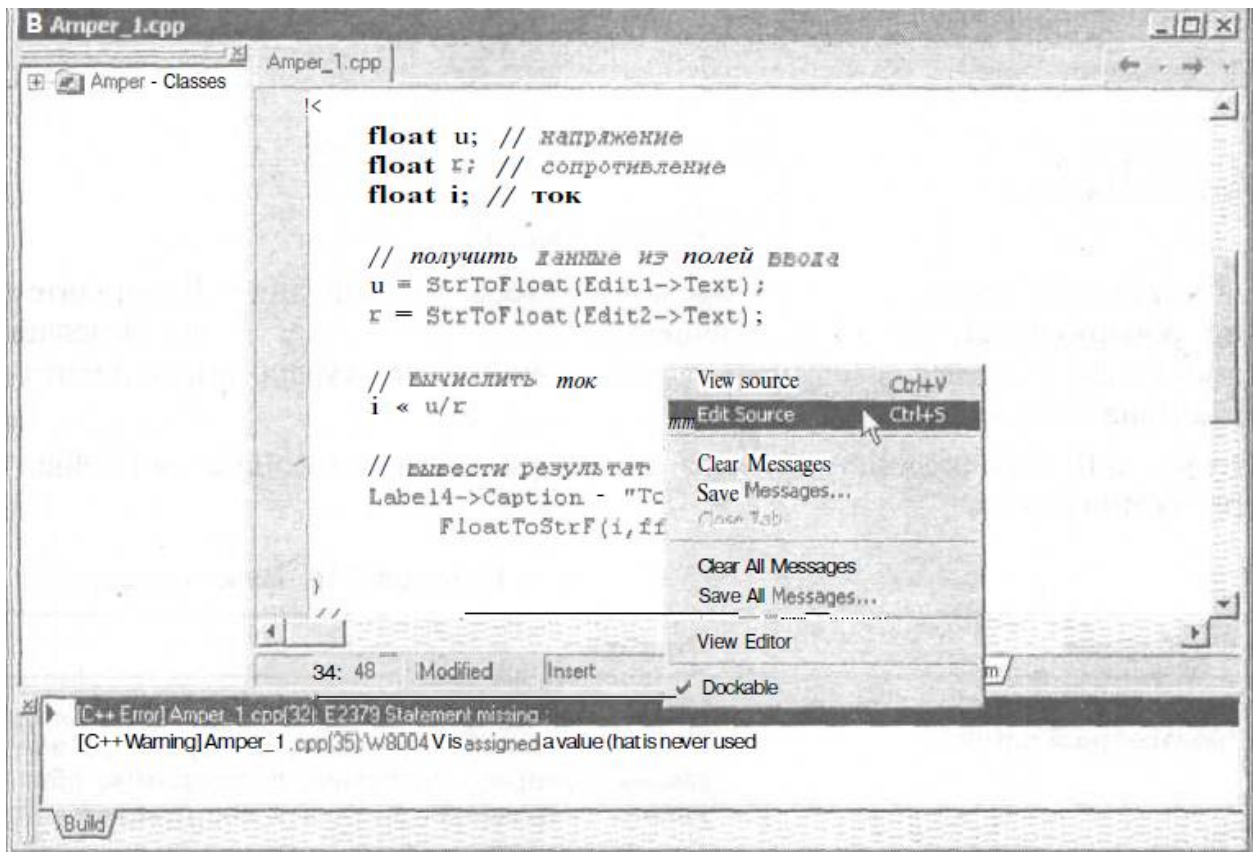 B Amper_1.cpp
Amper - Classes
Amper_1.cpp
!<
float u; // напряжение
float r; // сопротивление
float i; // ток
// получить данные из полей ввода
u = StrToFloat(Edit1->Text);
r = StrToFloat(Edit2->Text);
// вычислить ток
i « u/r
// вывести результат
Label4->Caption - "То
FloatToStrF(i,ff
}
//
View source Ctrl+V
mm Edit Source Ctrl+S
Clear Messages
Save Messages...
Close Tab
Clear All Messages
Save All Messages...
View Editor
✓ Dockable
34: 48 Modified Insert
m/
[C++ Error] Amper_1.cpp(32): E2379 Statement missing ;
[C++ Warning] Amper_1.cpp(35): W8004 V is assigned a value (hat is never used
Build